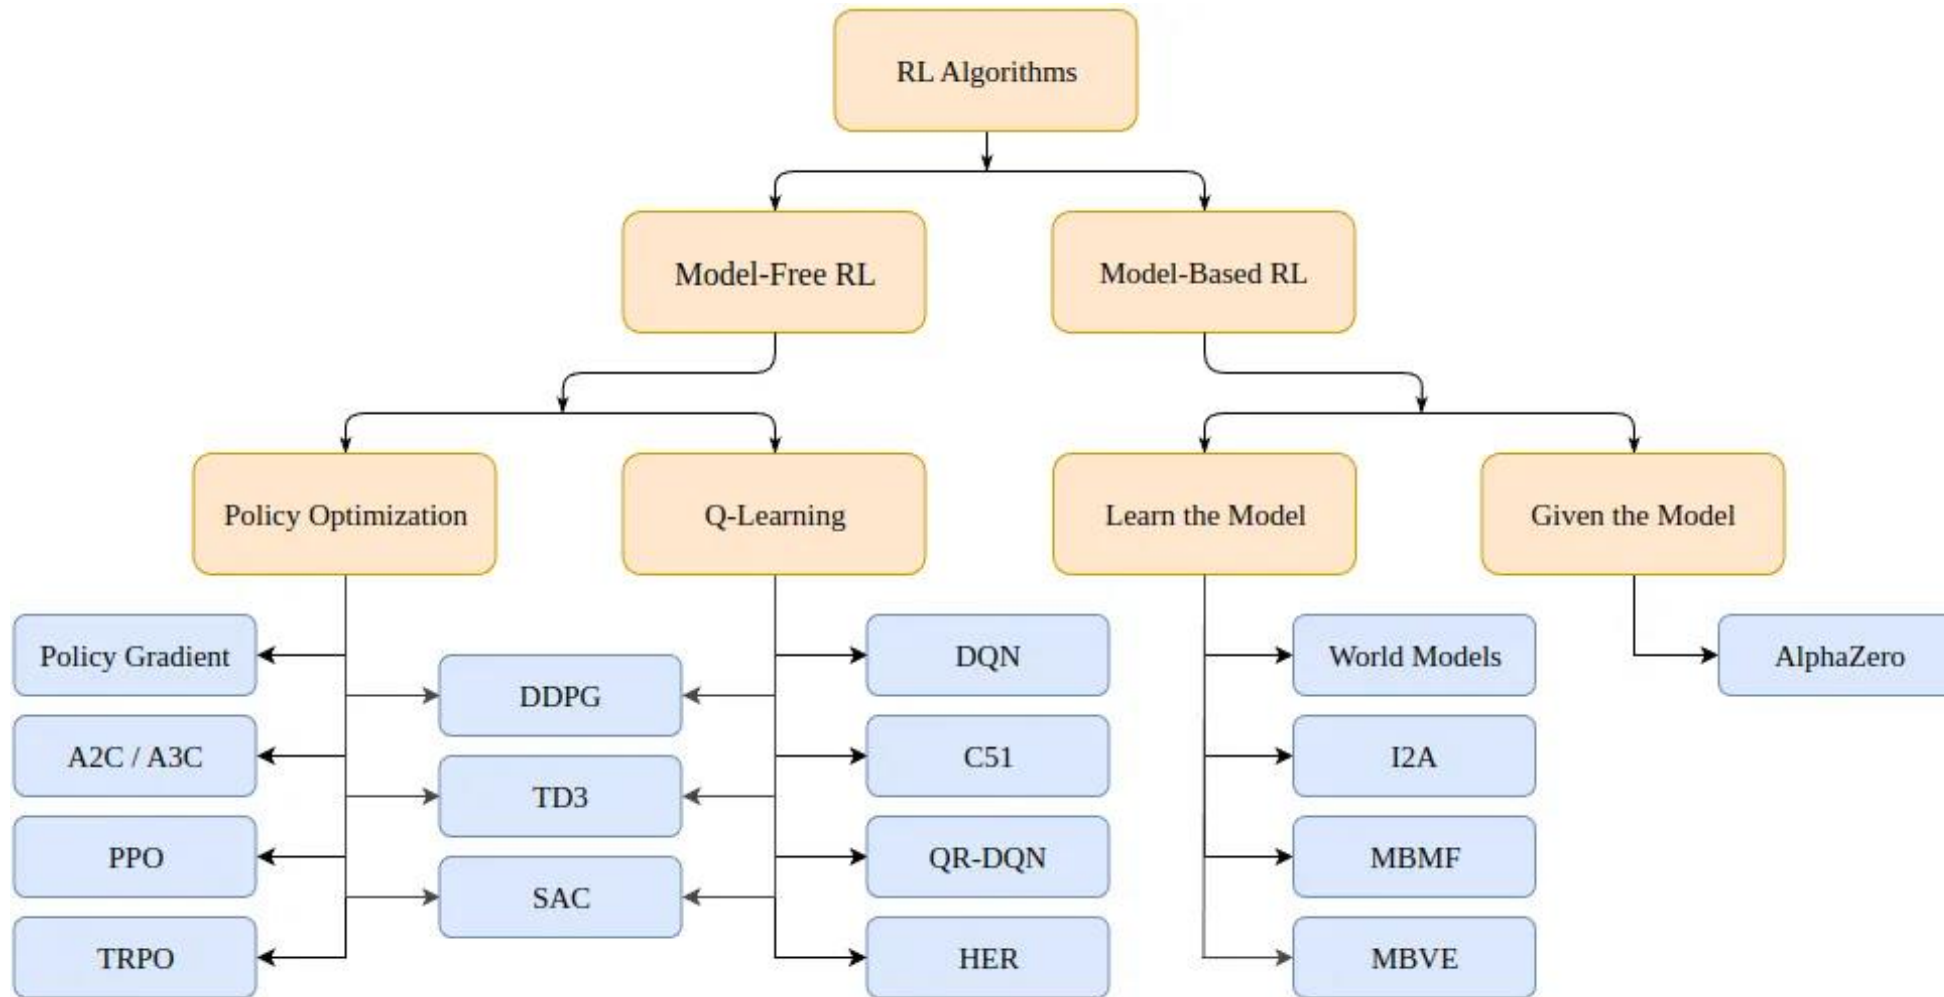 RL Algorithms
Model-Free RL
Model-Based RL
Policy Optimization
Q-Learning
Learn the Model
Given the Model
Policy Gradient
DDPG
DQN
World Models
AlphaZero
A2C / A3C
TD3
C51
I2A
PPO
SAC
QR-DQN
MBMF
TRPO
HER
MBVE